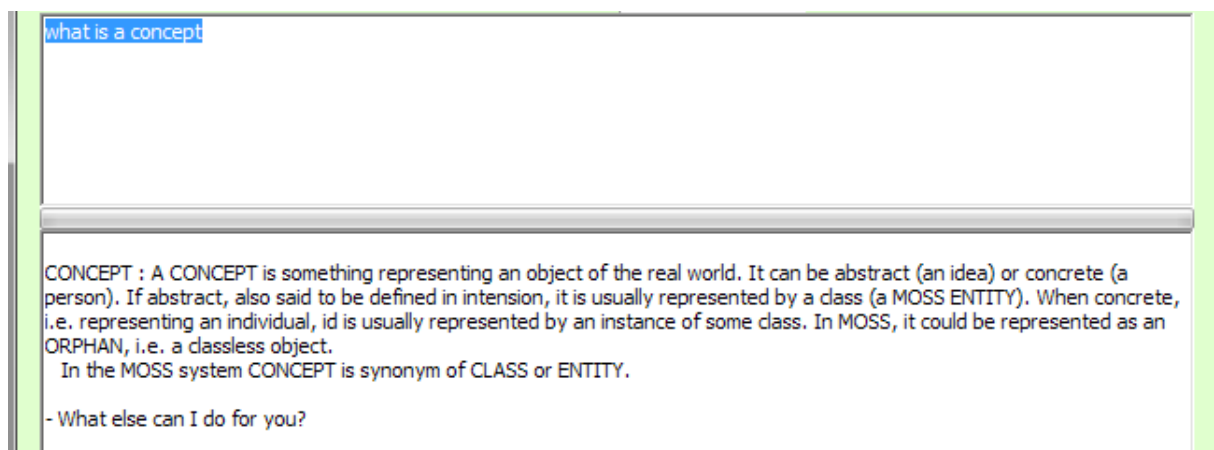 what is a concept
CONCEPT : A CONCEPT is something representing an object of the real world. It can be abstract (an idea) or concrete (a
person). If abstract, also said to be defined in intension, it is usually represented by a class (a MOSS ENTITY). When concrete,
i.e. representing an individual, id is usually represented by an instance of some class. In MOSS, it could be represented as an
ORPHAN, i.e. a classless object.
In the MOSS system CONCEPT is synonym of CLASS or ENTITY.
- What else can I do for you?